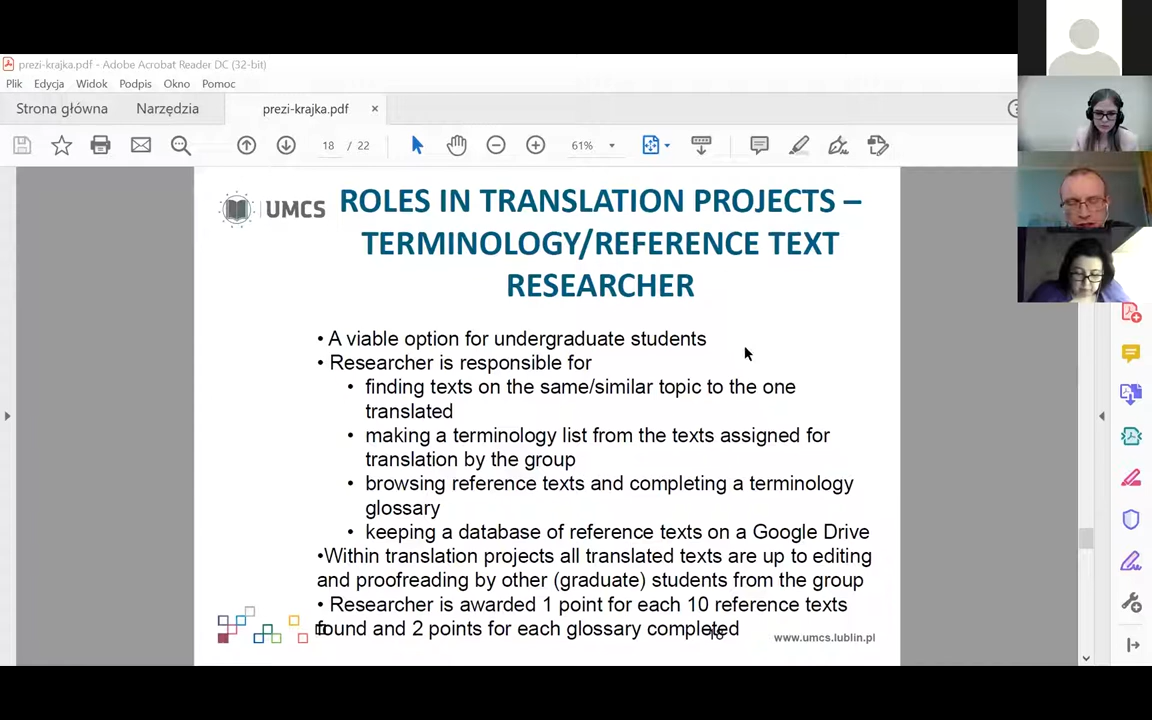 prezi-krajka.pdf - Adobe Acrobat Reader DC (32-bit)
Plik Edycja Widok Podpis Okno Pomoc
Strona główna Narzędzia prezi-krajka.pdf ×
18 / 22 61%
UMCS
ROLES IN TRANSLATION PROJECTS –
TERMINOLOGY/REFERENCE TEXT
RESEARCHER
• A viable option for undergraduate students
• Researcher is responsible for
• finding texts on the same/similar topic to the one
translated
• making a terminology list from the texts assigned for
translation by the group
• browsing reference texts and completing a terminology
glossary
• keeping a database of reference texts on a Google Drive
•Within translation projects all translated texts are up to editing
and proofreading by other (graduate) students from the group
• Researcher is awarded 1 point for each 10 reference texts
found and 2 points for each glossary completed
18
www.umcs.lublin.pl